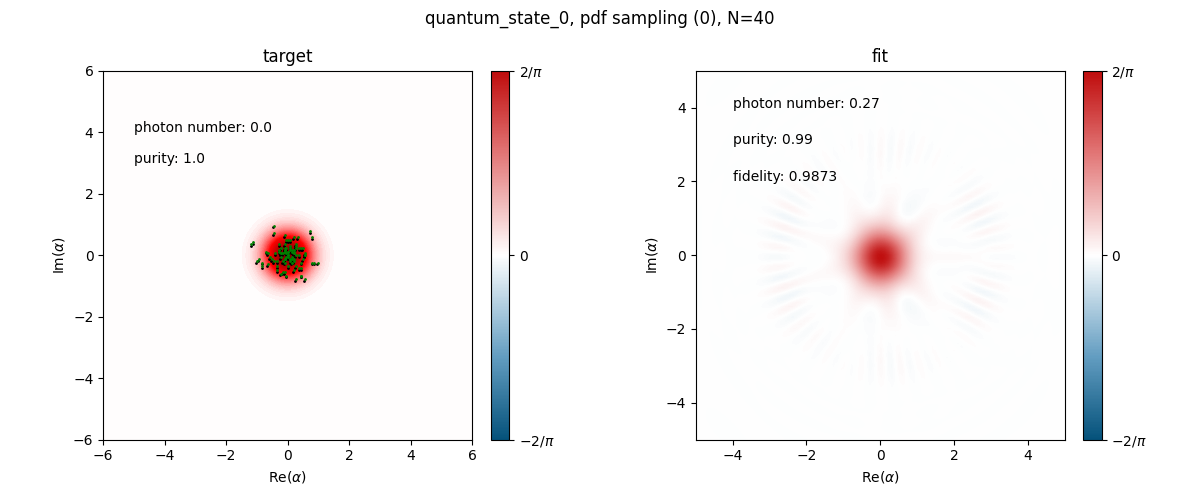 quantum_state_0, pdf sampling (0), N=40
target
photon number: 0.0
purity: 1.0
6
4
2
0
−2
−4
−6
−6
−4
−2
0
2
4
6
Im(α)
Re(α)
2/π
0
−2/π
fit
photon number: 0.27
purity: 0.99
fidelity: 0.9873
4
2
0
−2
−4
−4
−2
0
2
4
Im(α)
Re(α)
2/π
0
−2/π